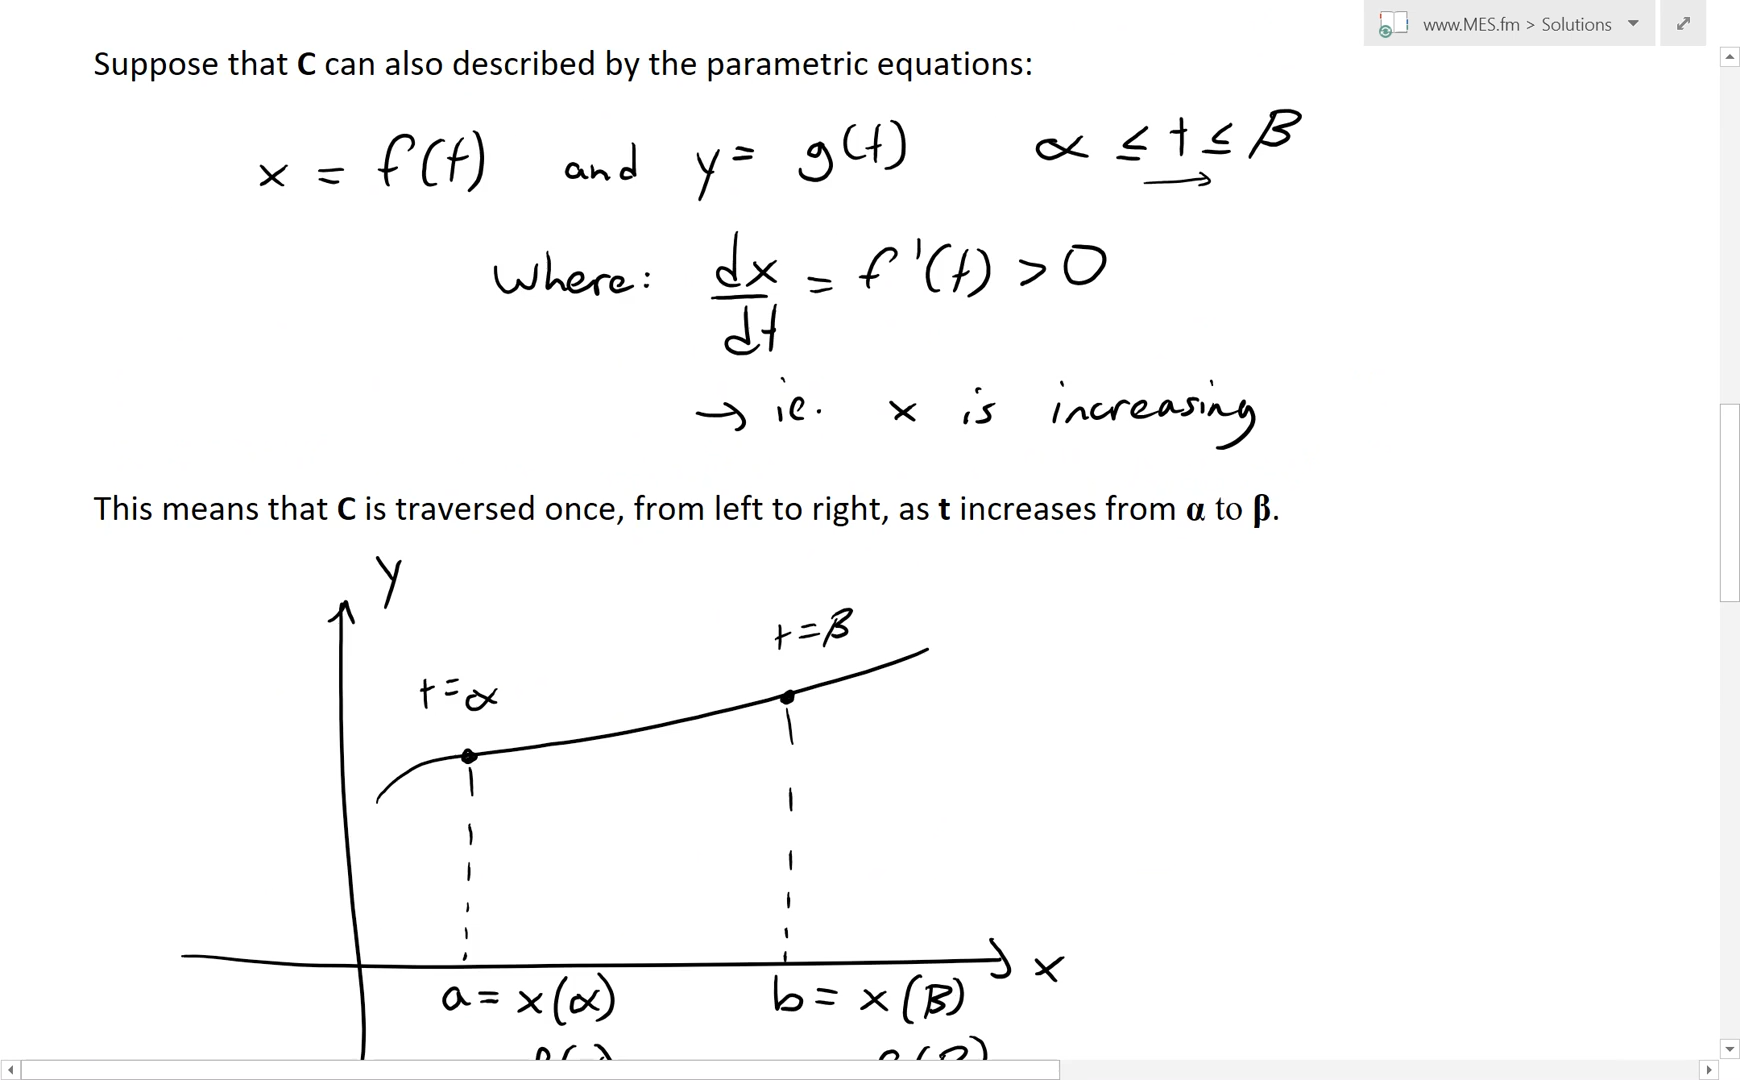 www.MES.fm > Solutions
Suppose that C can also described by the parametric equations:
x = f(t) and y = g(t) α ≤ t ≤ β
where: dx/dt = f'(t) > 0
→ ie. x is increasing
This means that C is traversed once, from left to right, as t increases from α to β.
y
t = β
t = α
x
a = x(α) b = x(β)